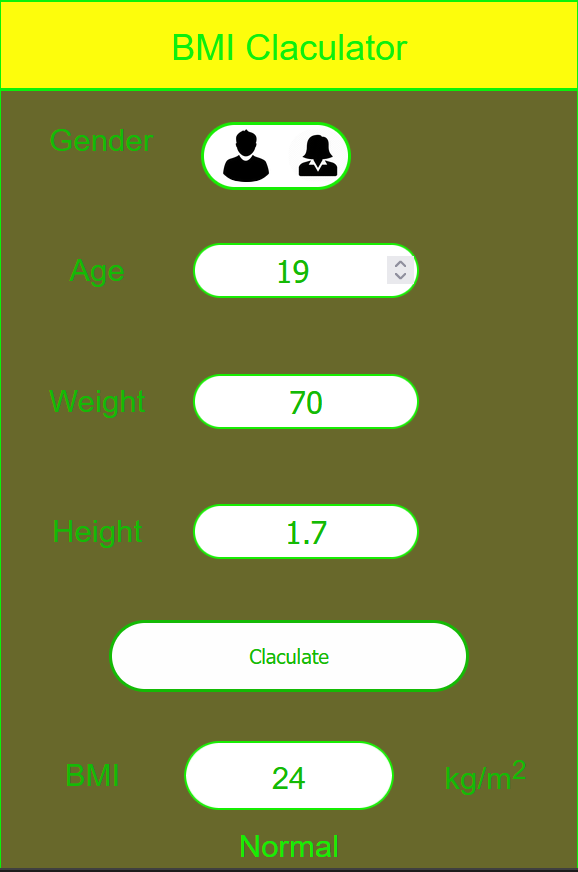 BMI Claculator
Gender
Age 19
Weight 70
Height 1.7
Claculate
BMI 24 kg/m²
Normal